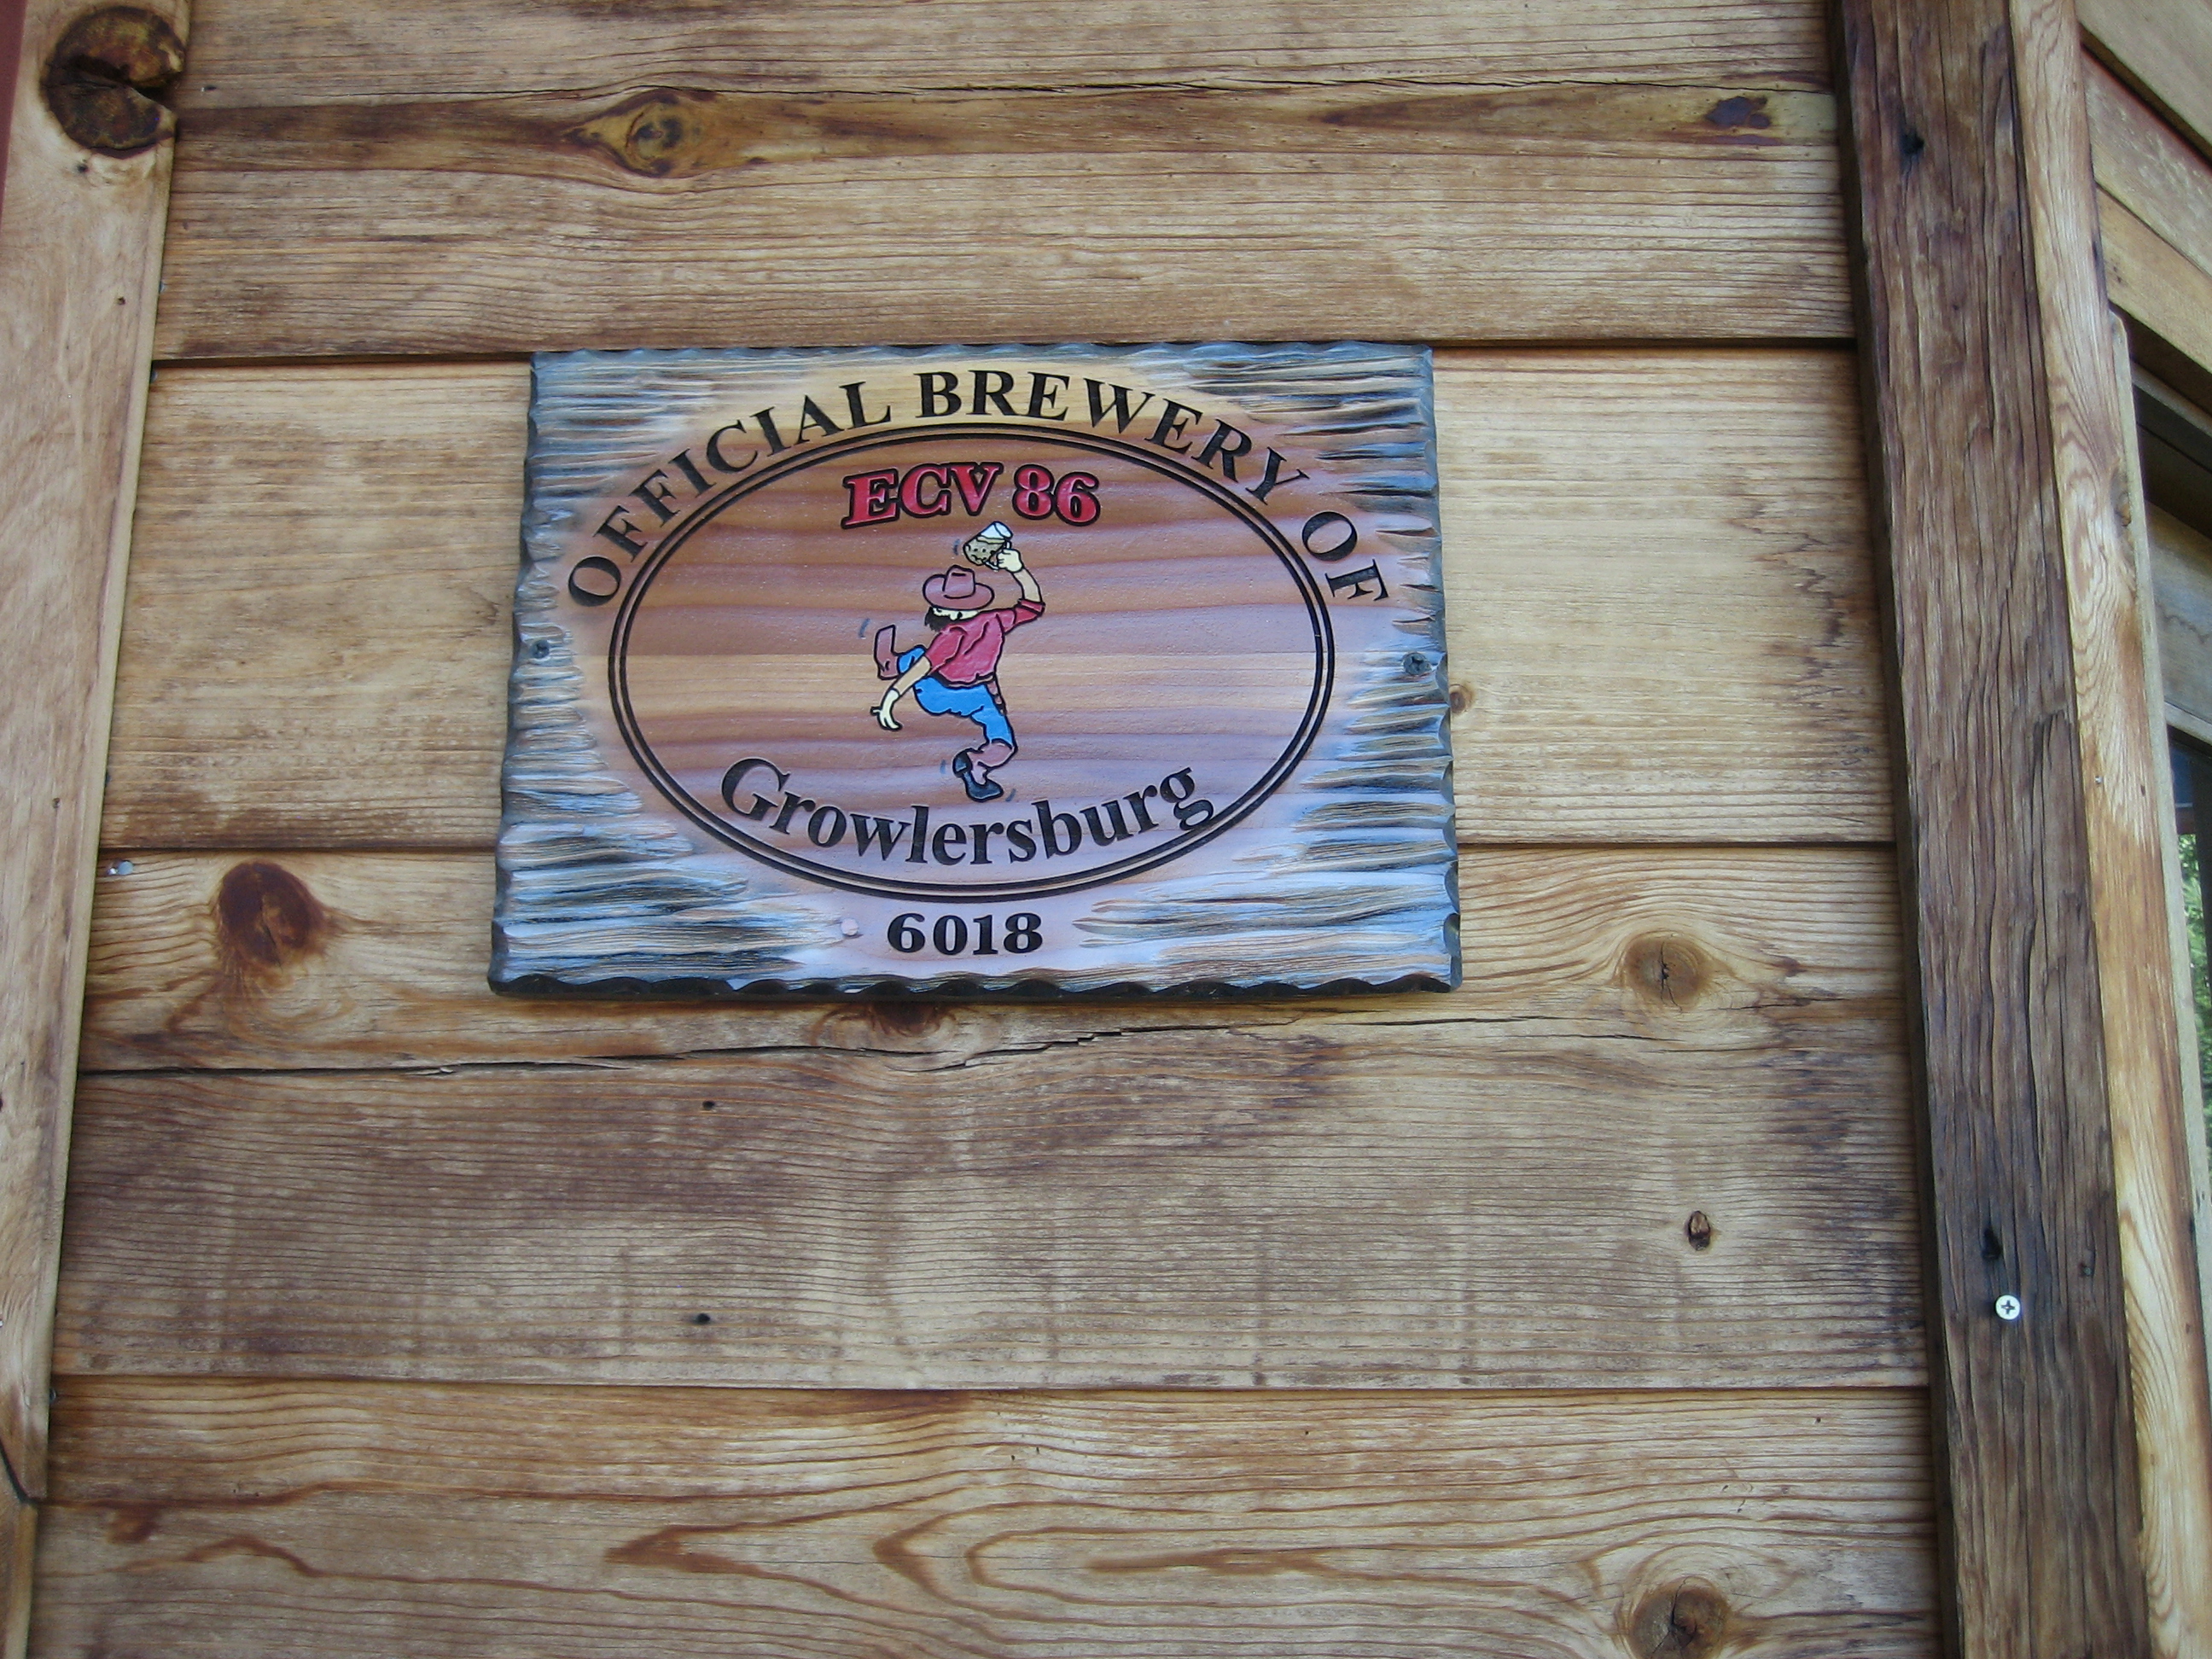 OFFICIAL BREWERY OF
ECV 86
Growlersburg
6018